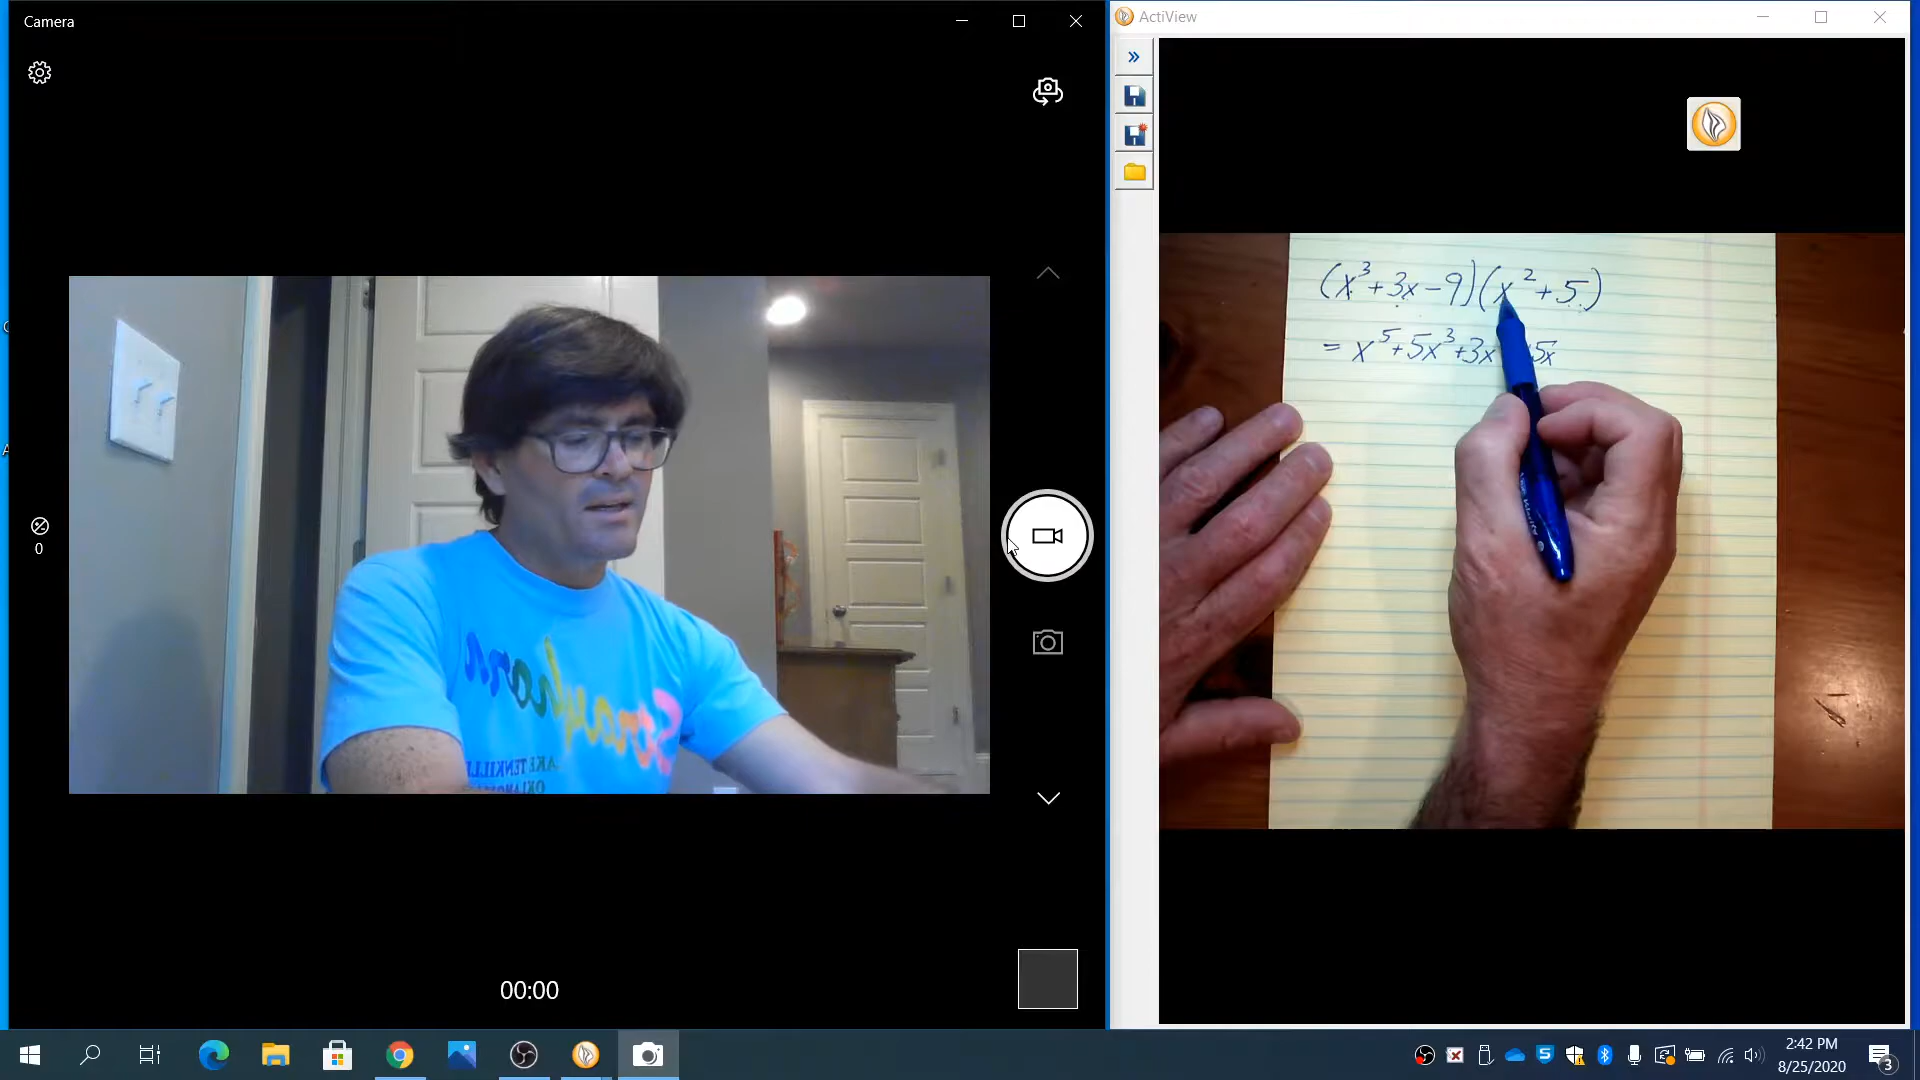 Camera
ActiView
0
(x³+3x-9)(x²+5)
= x⁵+5x³+3x 5x
00:00
2:42 PM
8/25/2020
3